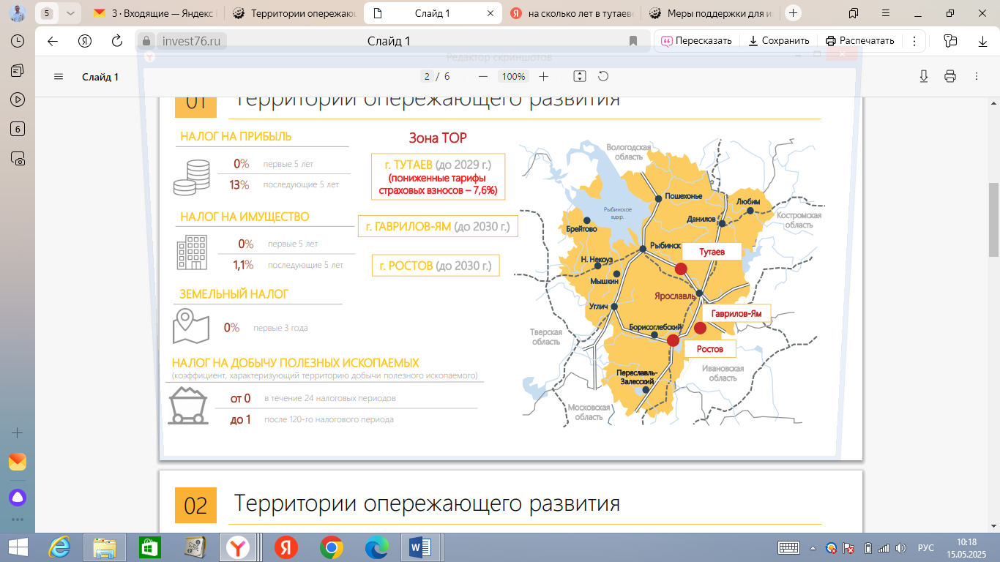 5
3 · Входящие — Яндекс
Территории опережаю
Слайд 1
на сколько лет в тутаев
Меры поддержки для и
invest76.ru
Слайд 1
Пересказать
Сохранить
Распечатать
Редактор скриншотов
Слайд 1
2 / 6
100%
6
01
Территории опережающего развития
НАЛОГ НА ПРИБЫЛЬ
0% первые 5 лет
13% последующие 5 лет
НАЛОГ НА ИМУЩЕСТВО
0% первые 5 лет
1,1% последующие 5 лет
ЗЕМЕЛЬНЫЙ НАЛОГ
0% первые 3 года
НАЛОГ НА ДОБЫЧУ ПОЛЕЗНЫХ ИСКОПАЕМЫХ
(коэффициент, характеризующий территорию добычи полезного ископаемого)
от 0 в течение 24 налоговых периодов
до 1 после 120-го налогового периода
Зона ТОР
г. ТУТАЕВ (до 2029 г.)
(пониженные тарифы
страховых взносов – 7,6%)
г. ГАВРИЛОВ-ЯМ (до 2030 г.)
г. РОСТОВ (до 2030 г.)
Вологодская
область
Пошехонье
Любим
Рыбинское
вдхр.
Данилов
Костромская
область
Брейтово
Рыбинск
Тутаев
Н. Некоуз
Мышкин
Ярославль
Углич
Гаврилов-Ям
Борисоглебский
Тверская
область
Ростов
Переславль-
Залесский
Ивановская
область
Московская
область
02
Территории опережающего развития
РУС
10:18
15.05.2025